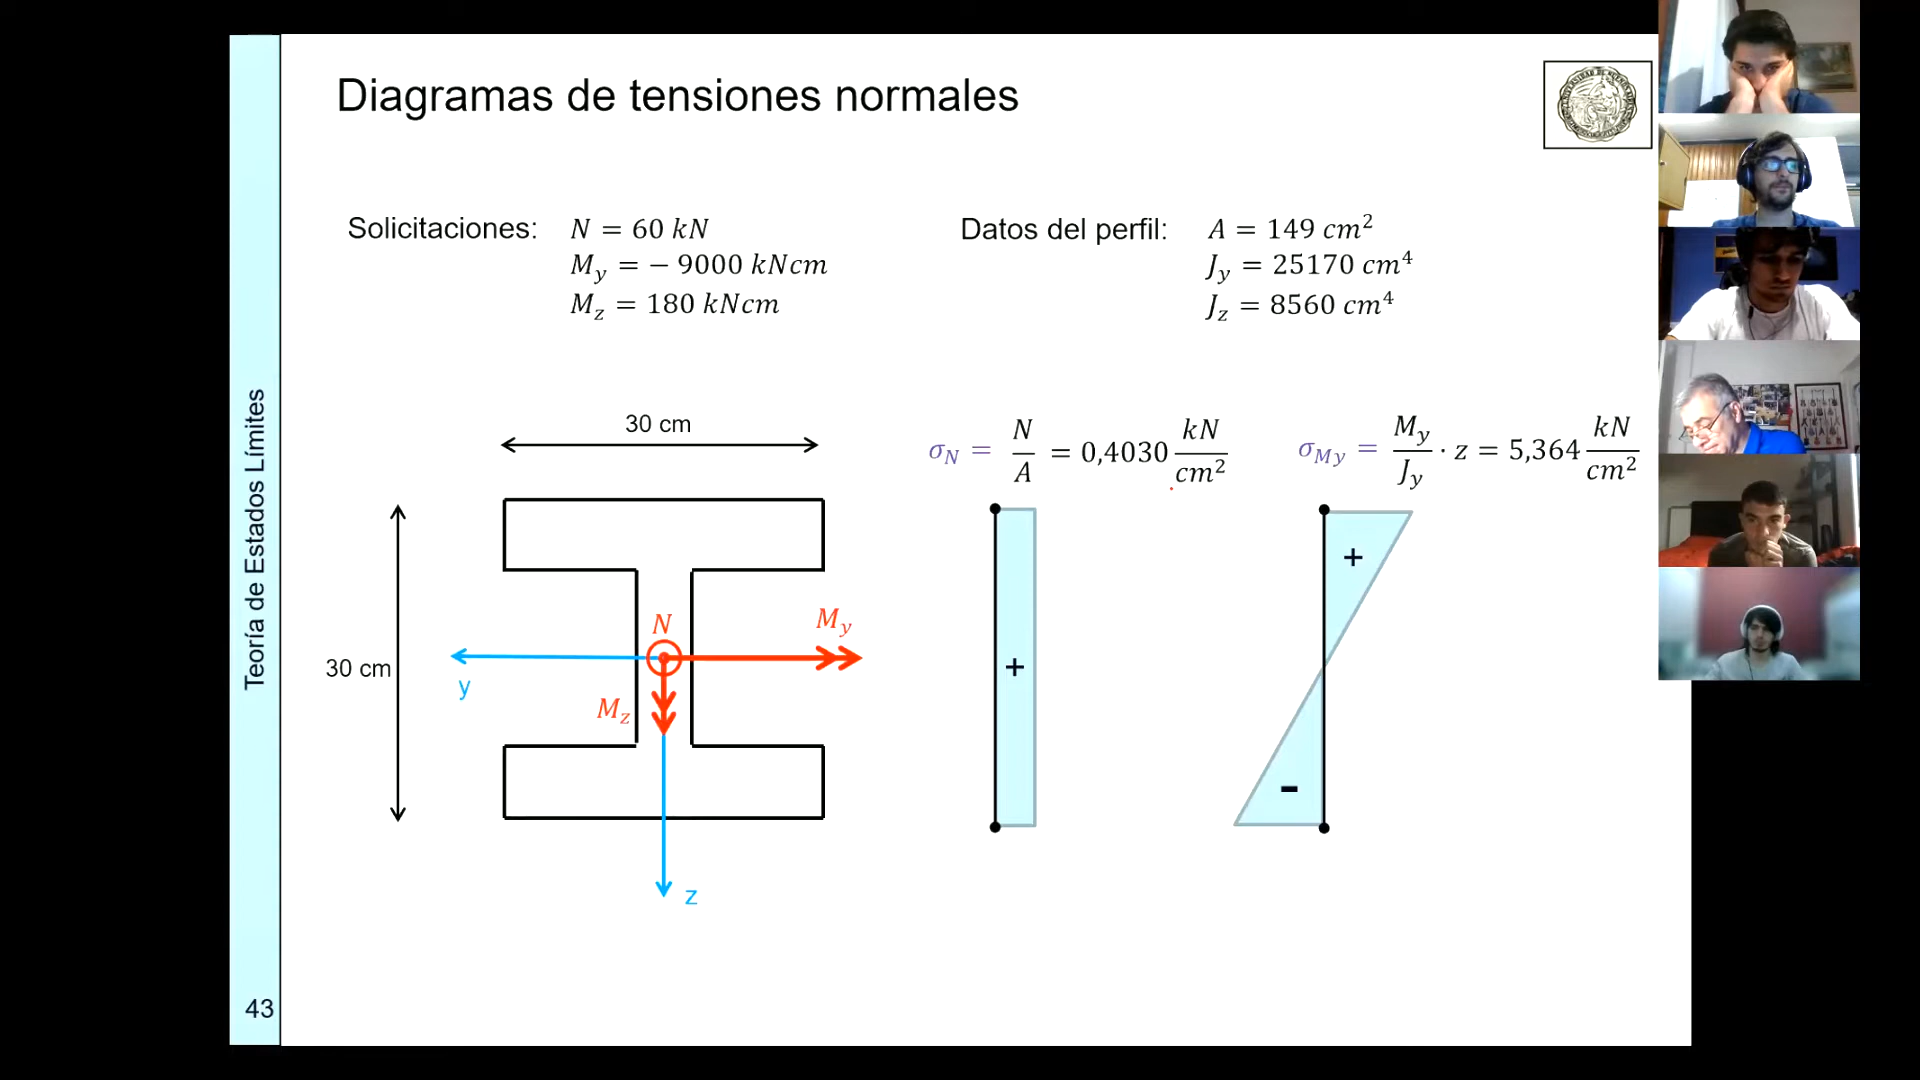 Diagramas de tensiones normales
Solicitaciones: N = 60 kN
M_y = − 9000 kNcm
M_z = 180 kNcm
Datos del perfil: A = 149 cm²
J_y = 25170 cm⁴
J_z = 8560 cm⁴
30 cm
30 cm
N
M_y
M_z
y
z
σ_N = N/A = 0,4030 kN/cm²
+
σ_My = M_y/J_y · z = 5,364 kN/cm²
+
-
Teoría de Estados Límites
43